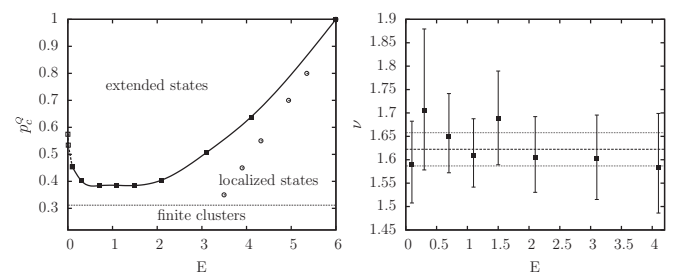 1
0.9
0.8
0.7
0.6
0.5
0.4
0.3
p_c^Q
extended states
localized states
finite clusters
0 1 2 3 4 5 6
E
1.9
1.85
1.8
1.75
1.7
1.65
1.6
1.55
1.5
1.45
ν
0 0.5 1 1.5 2 2.5 3 3.5 4
E